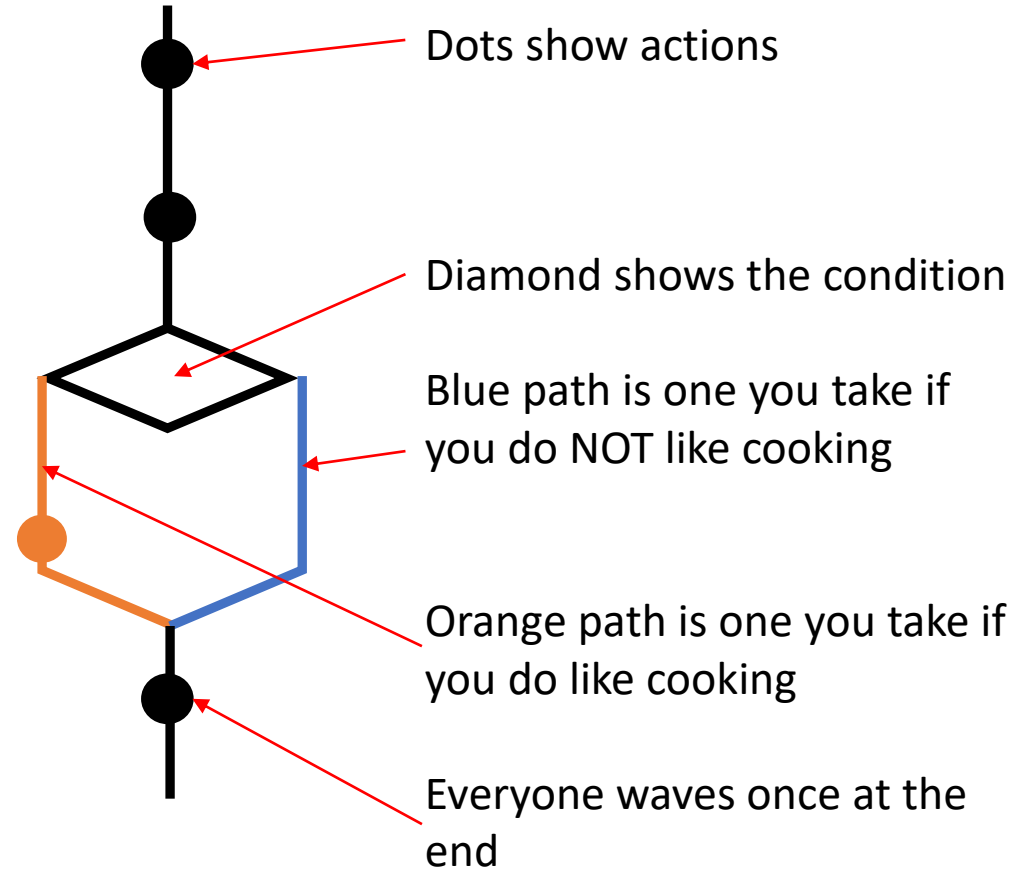 Dots show actions
Diamond shows the condition
Blue path is one you take if
you do NOT like cooking
Orange path is one you take if
you do like cooking
Everyone waves once at the
end